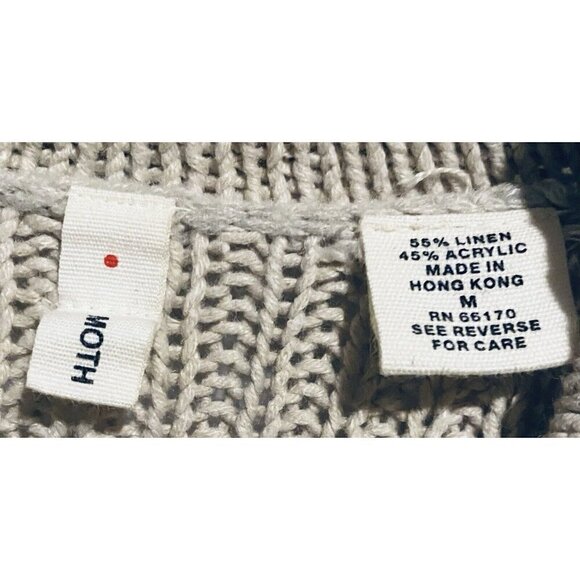 MOTH
55% LINEN
45% ACRYLIC
MADE IN
HONG KONG
M
RN 66170
SEE REVERSE
FOR CARE